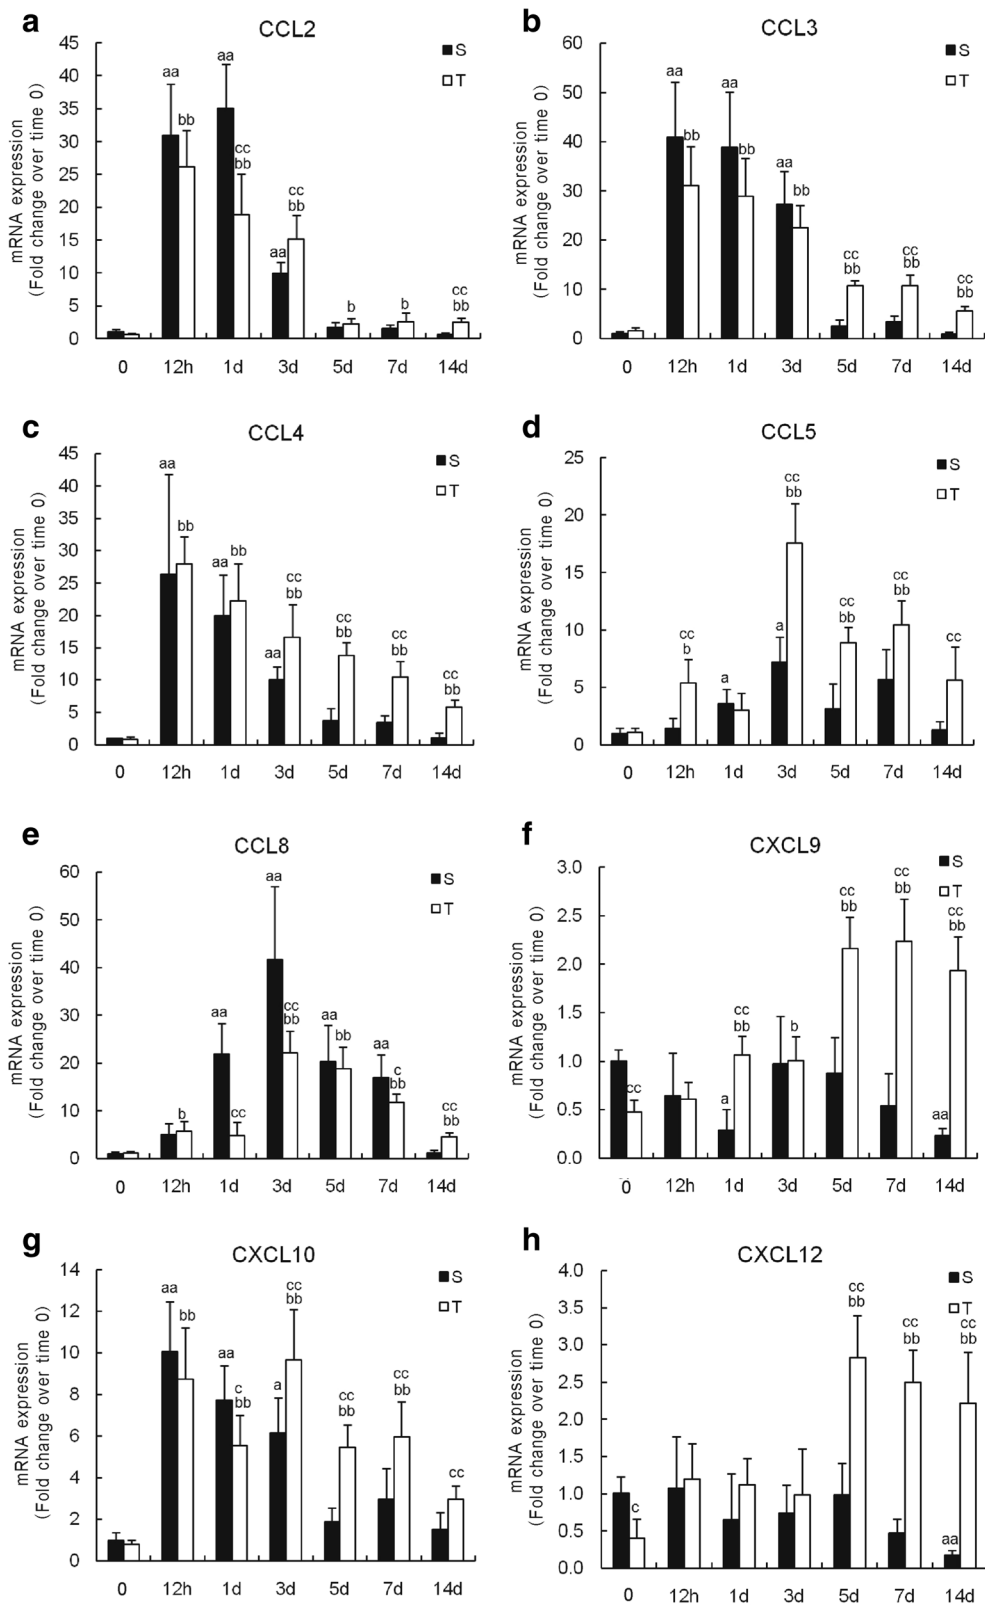 a
CCL2
mRNA expression
(Fold change over time 0)
45
40
35
30
25
20
15
10
5
0
S
T
aa
bb
aa
cc
bb
aa
cc
bb
b
b
cc
bb
0 12h 1d 3d 5d 7d 14d
b
CCL3
mRNA expression
(Fold change over time 0)
60
50
40
30
20
10
0
S
T
aa
bb
aa
bb
aa
bb
cc
bb
cc
bb
cc
bb
0 12h 1d 3d 5d 7d 14d
c
CCL4
mRNA expression
(Fold change over time 0)
45
40
35
30
25
20
15
10
5
0
S
T
aa
bb
aa
bb
aa
cc
bb
cc
bb
cc
bb
cc
bb
0 12h 1d 3d 5d 7d 14d
d
CCL5
mRNA expression
(Fold change over time 0)
25
20
15
10
5
0
S
T
cc
b
a
a
cc
bb
cc
bb
cc
bb
cc
0 12h 1d 3d 5d 7d 14d
e
CCL8
mRNA expression
(Fold change over time 0)
60
50
40
30
20
10
0
S
T
b
aa
cc
aa
cc
bb
aa
bb
aa
c
bb
cc
bb
0 12h 1d 3d 5d 7d 14d
f
CXCL9
mRNA expression
(Fold change over time 0)
3.0
2.5
2.0
1.5
1.0
0.5
0.0
S
T
cc
a
cc
bb
b
cc
bb
cc
bb
aa
cc
bb
0 12h 1d 3d 5d 7d 14d
g
CXCL10
mRNA expression
(Fold change over time 0)
14
12
10
8
6
4
2
0
S
T
aa
bb
aa
c
bb
a
cc
bb
cc
bb
cc
bb
cc
0 12h 1d 3d 5d 7d 14d
h
CXCL12
mRNA expression
(Fold change over time 0)
4.0
3.5
3.0
2.5
2.0
1.5
1.0
0.5
0.0
S
T
c
cc
bb
cc
bb
aa
cc
bb
0 12h 1d 3d 5d 7d 14d